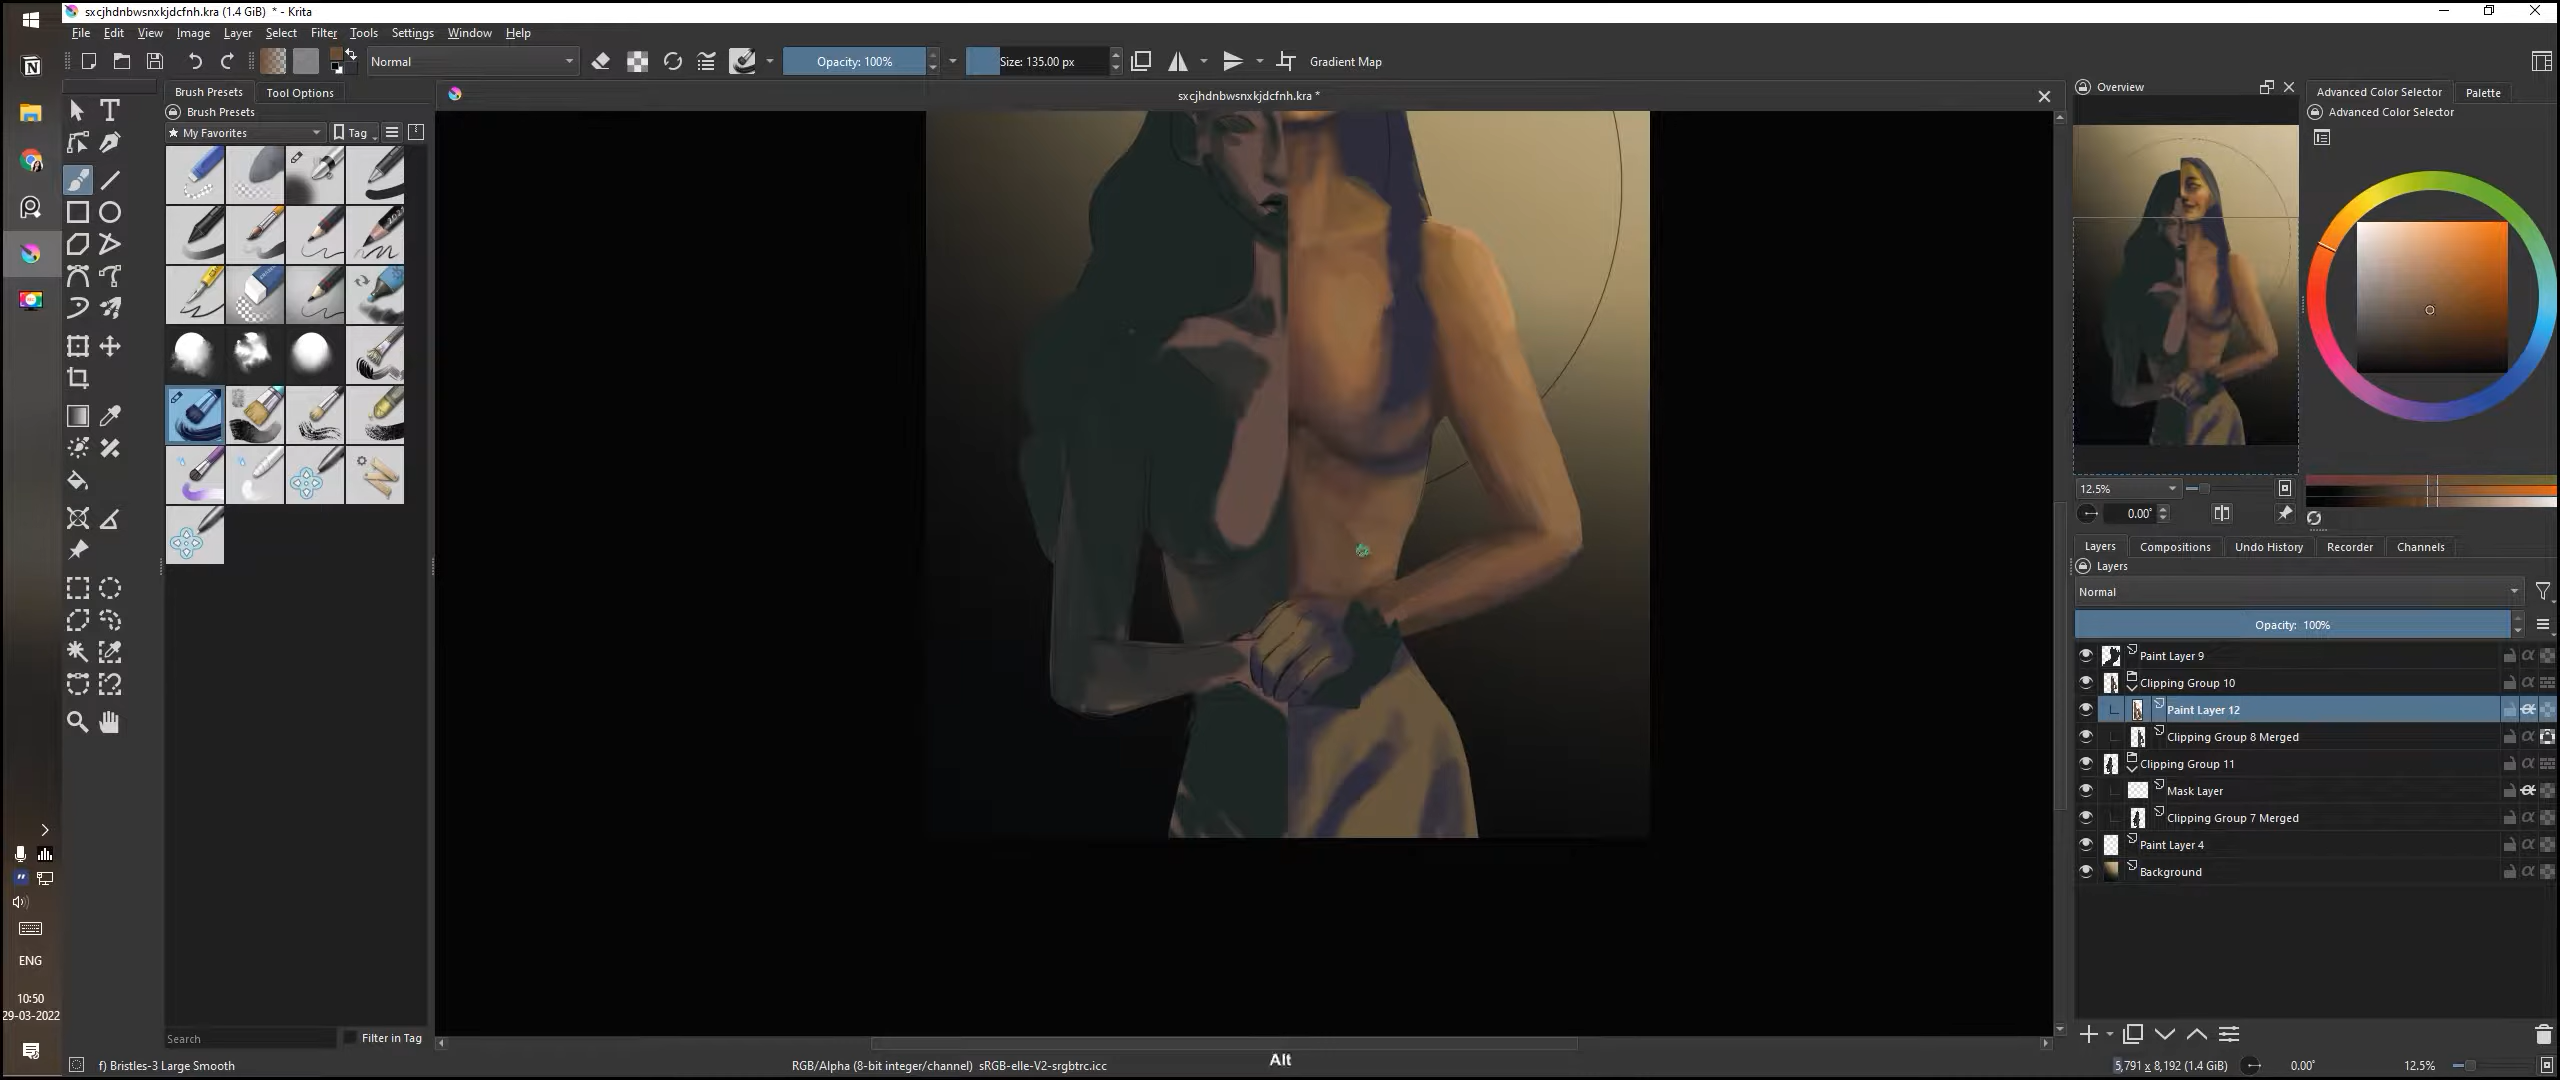 sxcjhdnbwsnxkjdcfnh.kra (1.4 GiB) * - Krita
File Edit View Image Layer Select Filter Tools Settings Window Help
Normal
Opacity: 100%
Size: 135.00 px
Gradient Map
Brush Presets
Tool Options
Brush Presets
My Favorites
Tag
sxcjhdnbwsnxkjdcfnh.kra *
Overview
Advanced Color Selector
Palette
Advanced Color Selector
12.5%
0.00°
Layers
Compositions
Undo History
Recorder
Channels
Layers
Normal
Opacity: 100%
Paint Layer 9
Clipping Group 10
Paint Layer 12
Clipping Group 8 Merged
Clipping Group 11
Mask Layer
Clipping Group 7 Merged
Paint Layer 4
Background
ENG
10:50
29-03-2022
Search
Filter in Tag
f) Bristles-3 Large Smooth
RGB/Alpha (8-bit integer/channel) sRGB-elle-V2-srgbtrc.icc
Alt
5,791 x 8,192 (1.4 GiB)
0.00°
12.5%